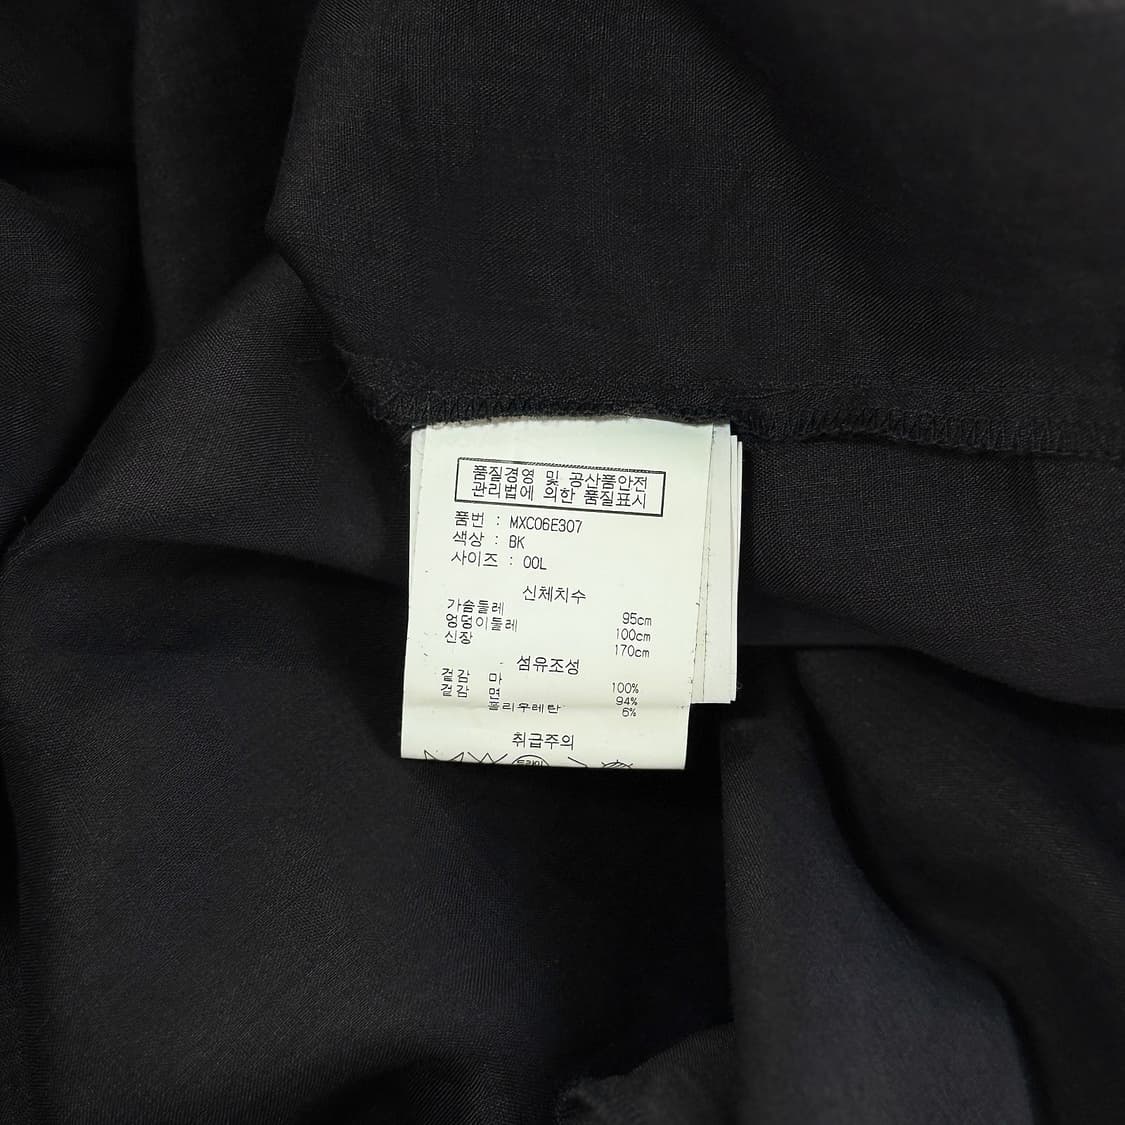 품질경영 및 공산품안전
관리법에 의한 품질표시
품번 : MXC06E307
색상 : BK
사이즈 : 00L
신체치수
가슴둘레 95cm
엉덩이둘레 100cm
신장 170cm
섬유조성
겉감 마 100%
겉감 면 94%
폴리우레탄 6%
취급주의
드라이